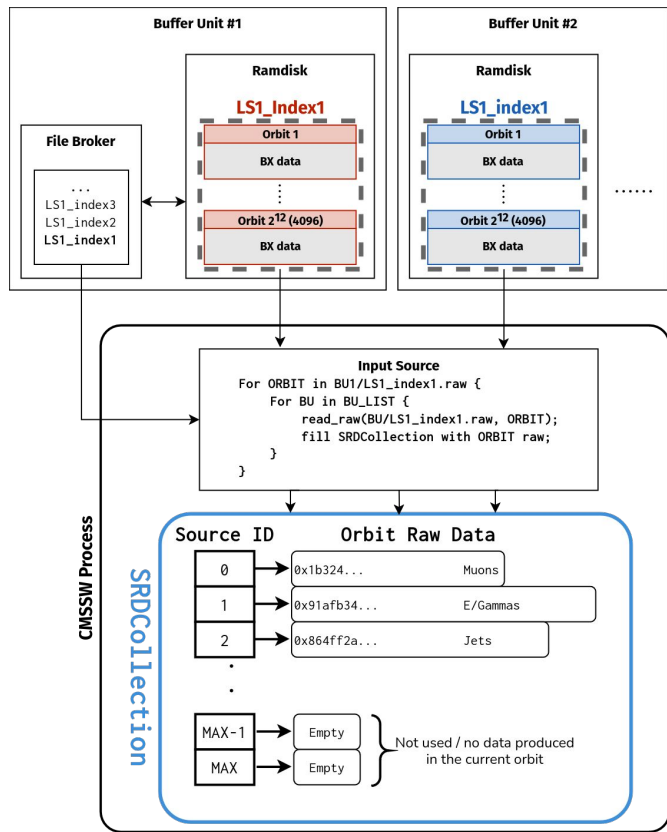 Buffer Unit #1
Buffer Unit #2
Ramdisk
Ramdisk
LS1_Index1
LS1_index1
File Broker
...
LS1_index3
LS1_index2
LS1_index1
Orbit 1
BX data
Orbit 2^12 (4096)
BX data
Orbit 1
BX data
Orbit 2^12 (4096)
BX data
......
Input Source
For ORBIT in BU1/LS1_index1.raw {
For BU in BU_LIST {
read_raw(BU/LS1_index1.raw, ORBIT);
fill SRDCollection with ORBIT raw;
}
}
CMSSW Process
SRDCollection
Source ID
Orbit Raw Data
0
0x1b324...
Muons
1
0x91afb34...
E/Gammas
2
0x864ff2a...
Jets
MAX-1
Empty
MAX
Empty
Not used / no data produced
in the current orbit